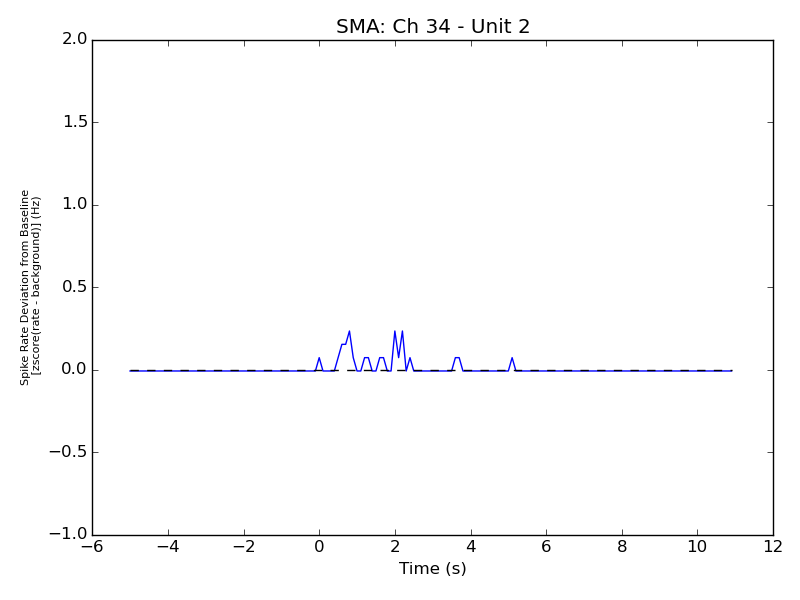 SMA: Ch 34 - Unit 2
2.0
1.5
1.0
0.5
0.0
−0.5
−1.0
Spike Rate Deviation from Baseline
[zscore(rate - background)] (Hz)
−6 −4 −2 0 2 4 6 8 10 12
Time (s)